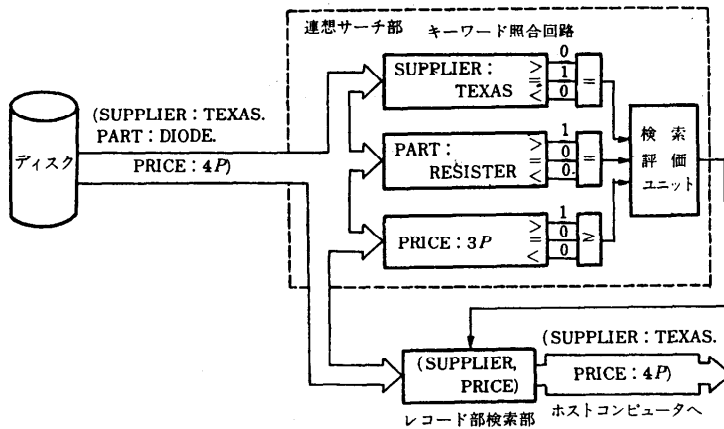 連想サーチ部 キーワード照合回路
SUPPLIER:
TEXAS
> 0
= 1
< 0
=
(SUPPLIER:TEXAS.
PART:DIODE.
PRICE:4P)
ディスク
PART:
RESISTER
> 1
= 0
< 0.
=
検索
評価
ユニット
PRICE:3P
> 1
= 0
< 0
≥
(SUPPLIER,
PRICE)
(SUPPLIER:TEXAS.
PRICE:4P)
レコード部検索部
ホストコンピュータへ